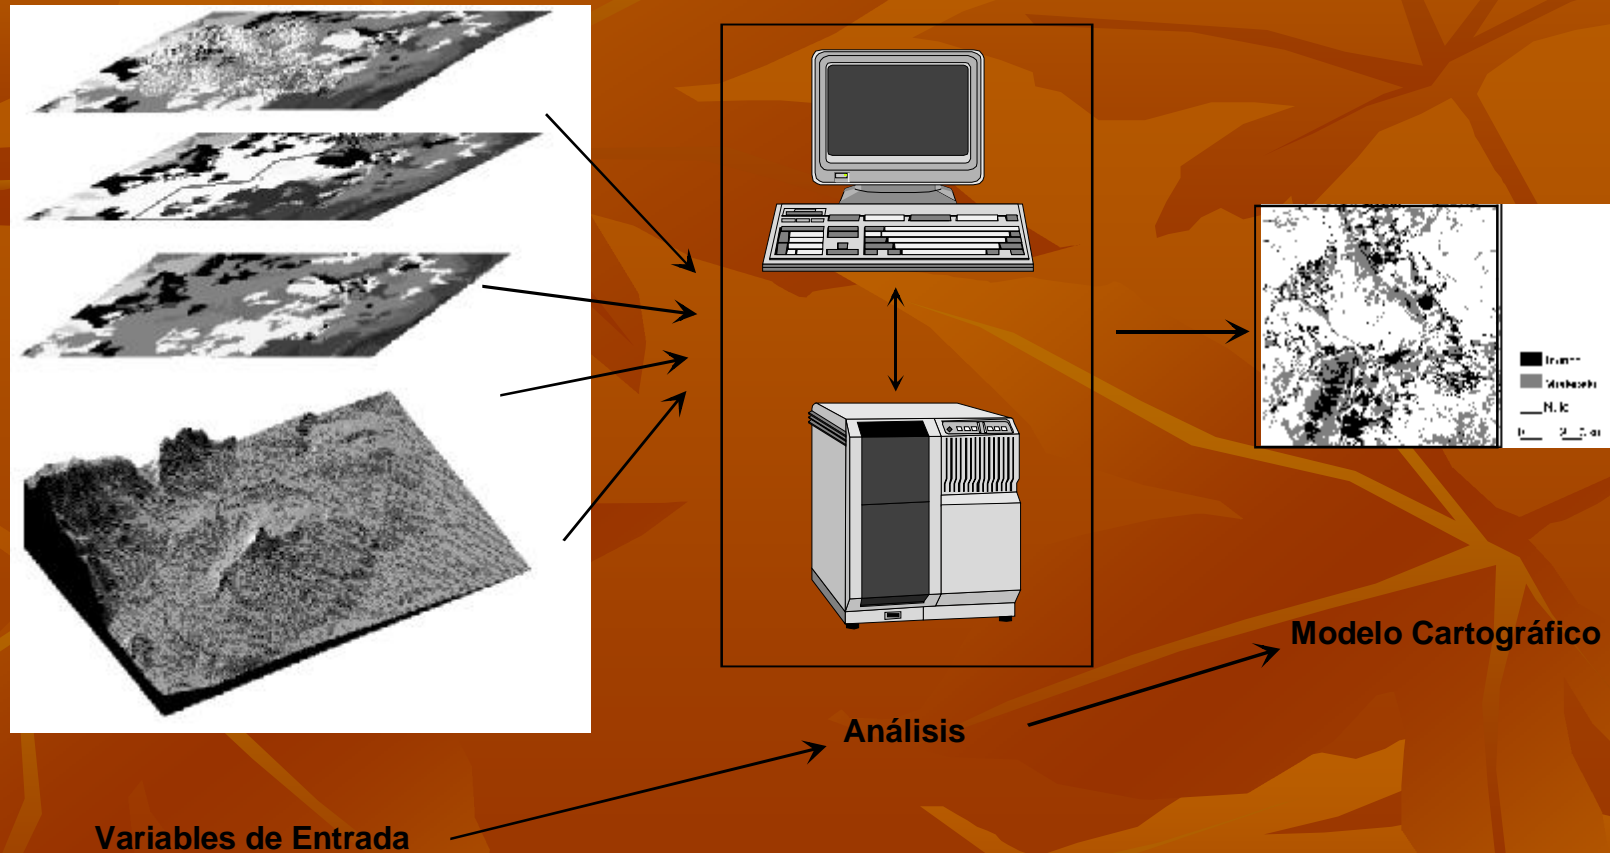 Modelo Cartográfico
Análisis
Variables de Entrada